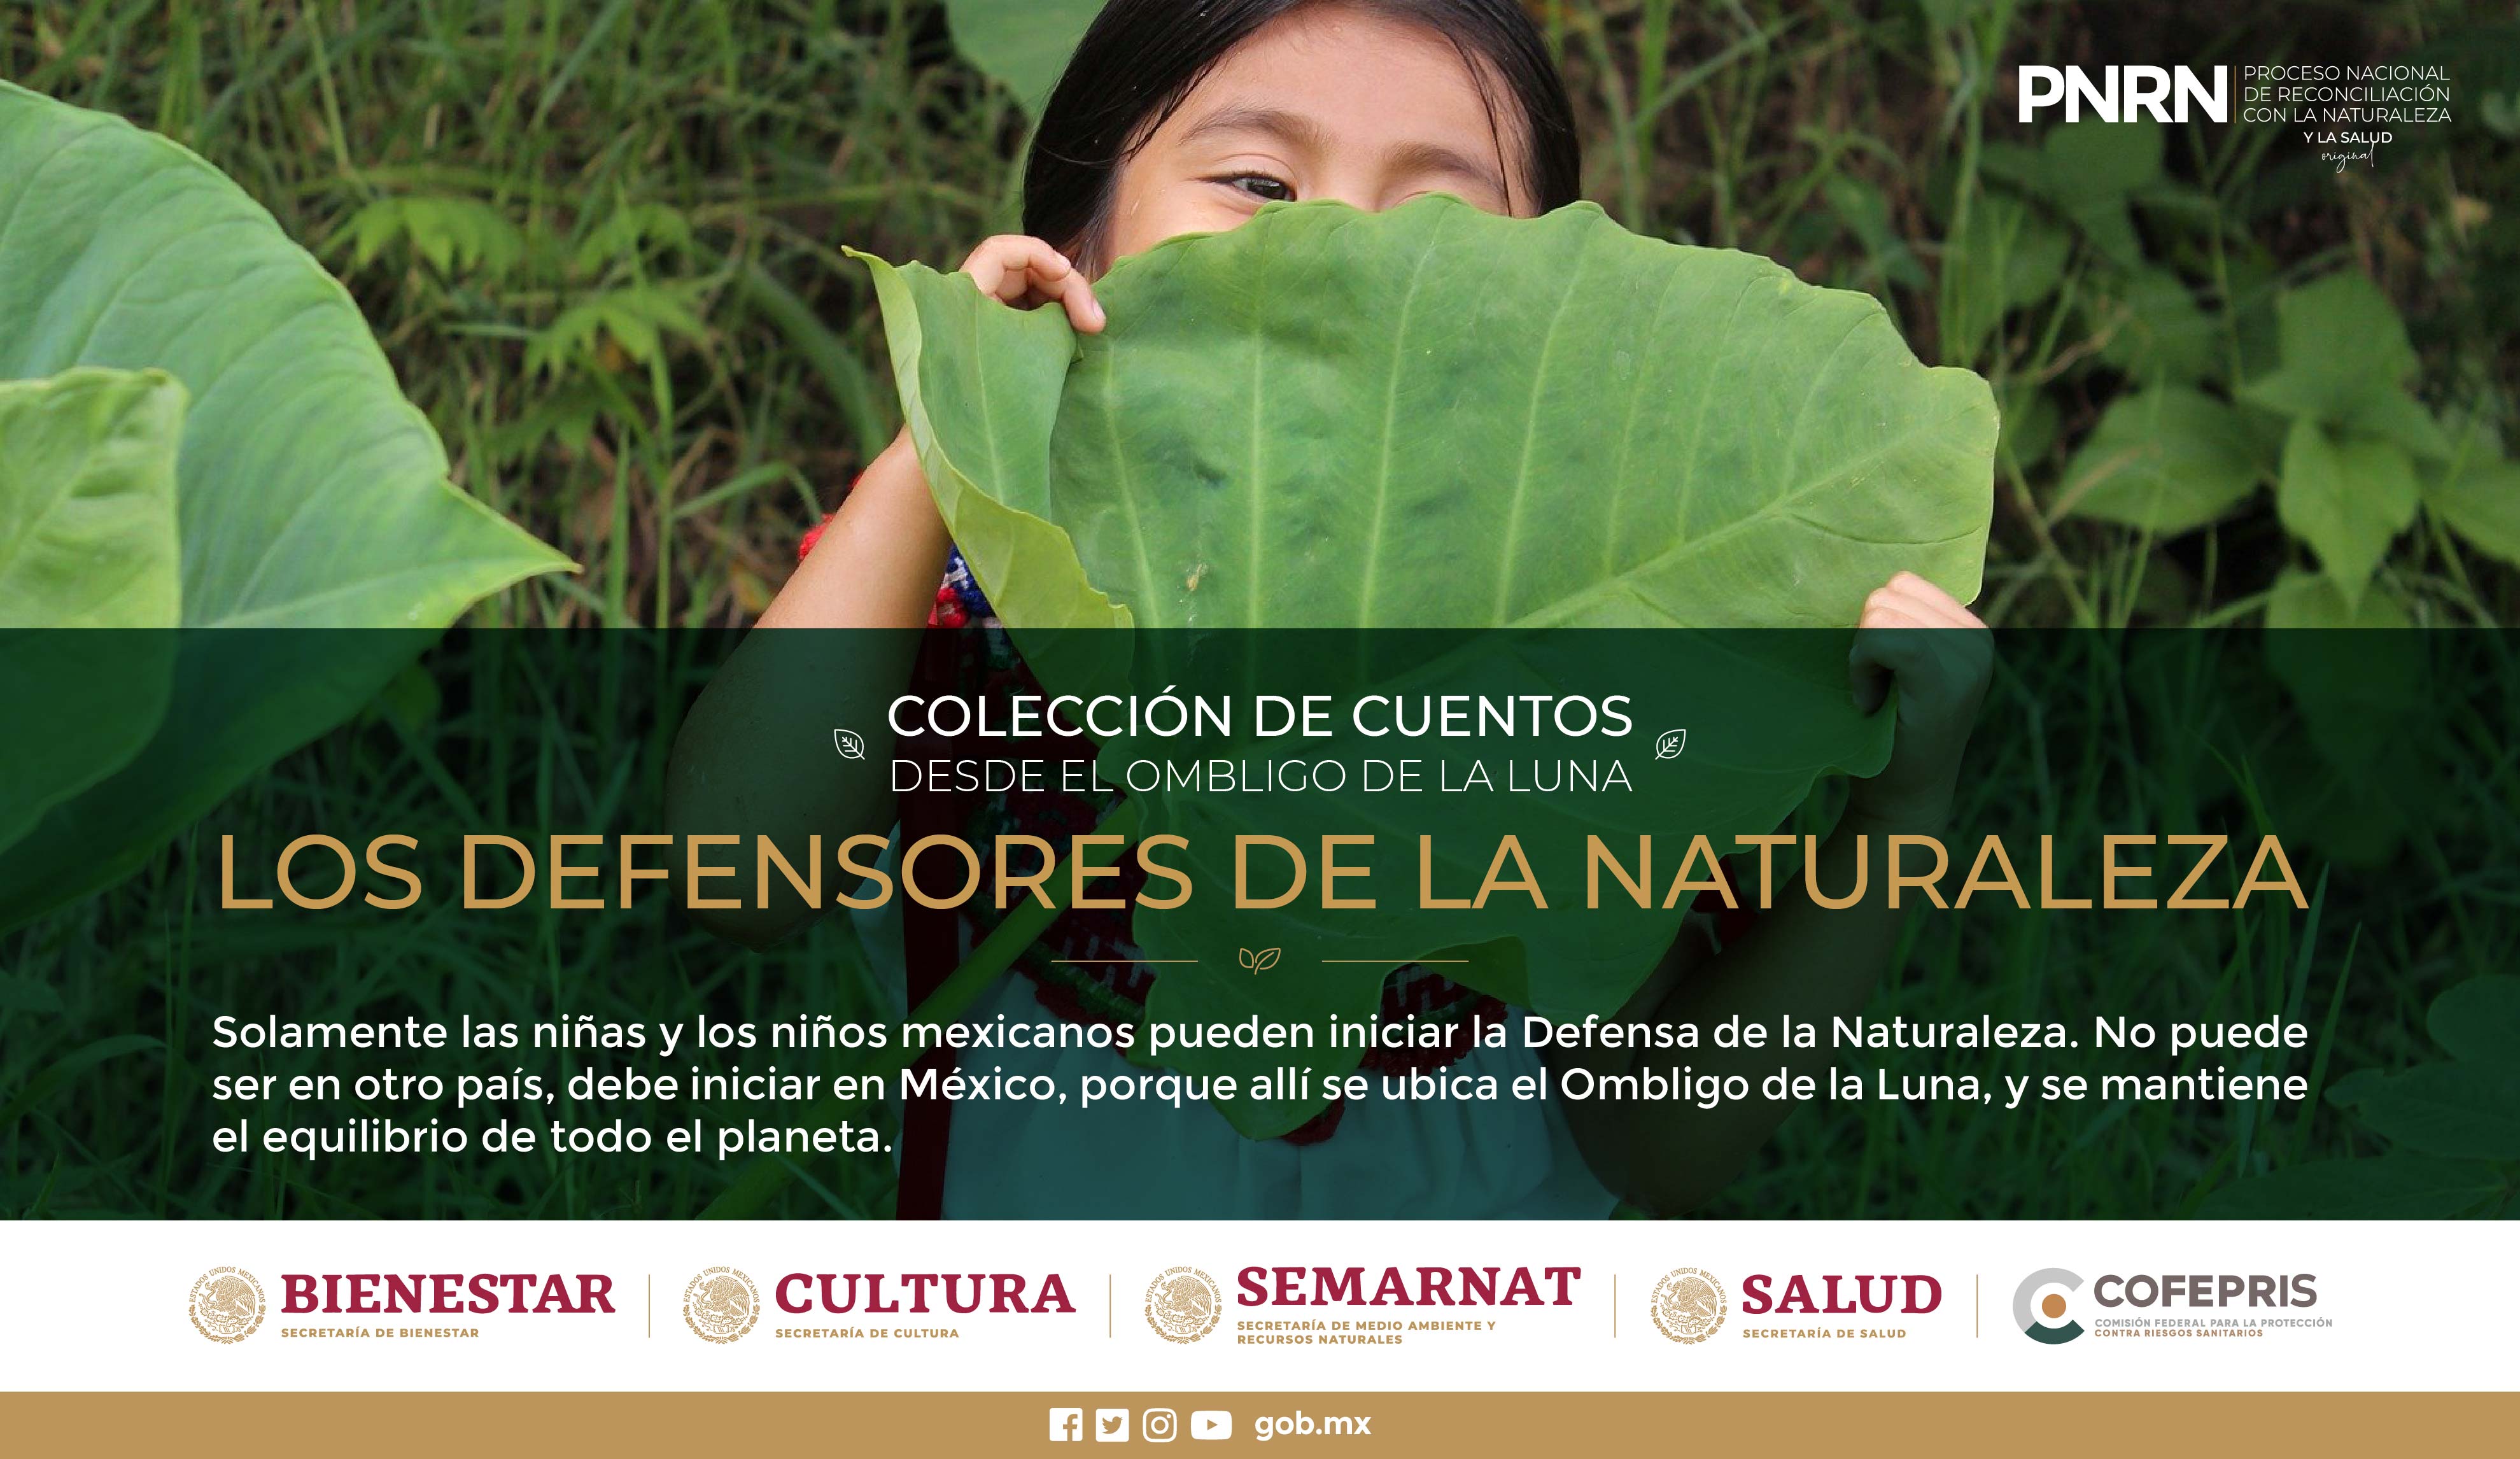 PNRN
PROCESO NACIONAL
DE RECONCILIACIÓN
CON LA NATURALEZA
Y LA SALUD
original
COLECCIÓN DE CUENTOS
DESDE EL OMBLIGO DE LA LUNA
LOS DEFENSORES DE LA NATURALEZA
Solamente las niñas y los niños mexicanos pueden iniciar la Defensa de la Naturaleza. No puede
ser en otro país, debe iniciar en México, porque allí se ubica el Ombligo de la Luna, y se mantiene
el equilibrio de todo el planeta.
ESTADOS UNIDOS MEXICANOS
BIENESTAR
SECRETARÍA DE BIENESTAR
ESTADOS UNIDOS MEXICANOS
CULTURA
SECRETARÍA DE CULTURA
ESTADOS UNIDOS MEXICANOS
SEMARNAT
SECRETARÍA DE MEDIO AMBIENTE Y
RECURSOS NATURALES
ESTADOS UNIDOS MEXICANOS
SALUD
SECRETARÍA DE SALUD
COFEPRIS
COMISIÓN FEDERAL PARA LA PROTECCIÓN
CONTRA RIESGOS SANITARIOS
gob.mx